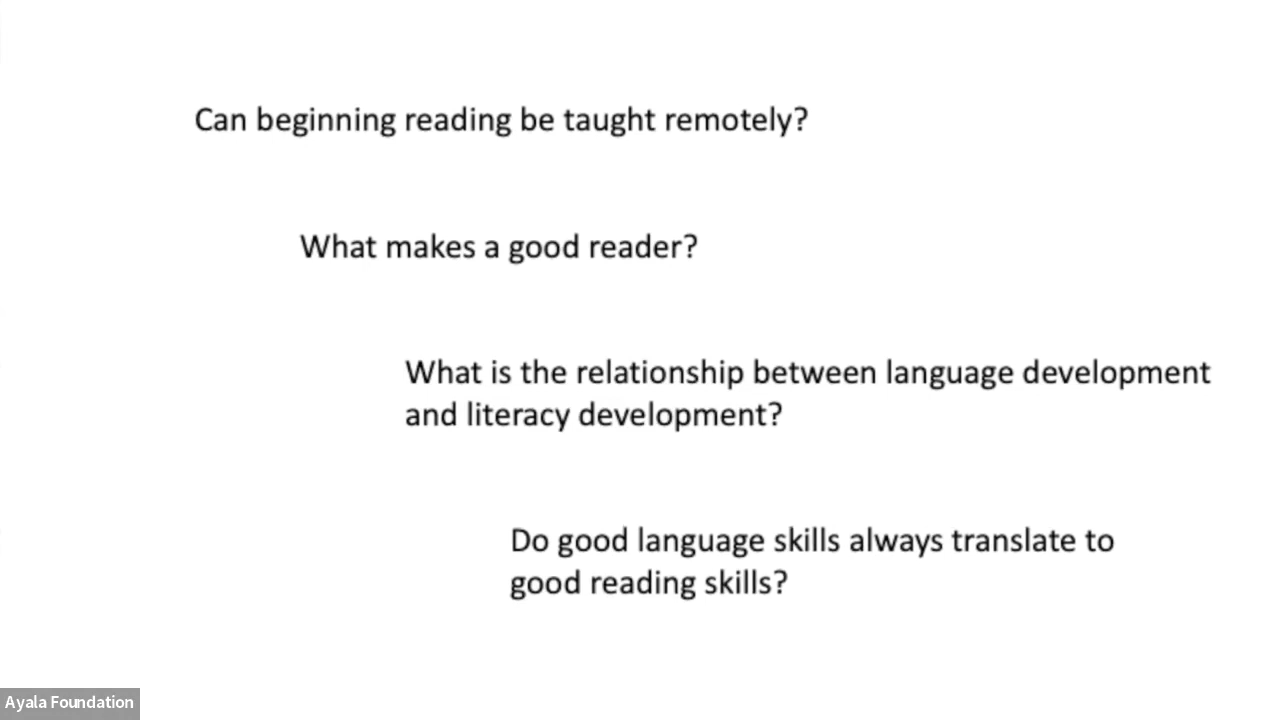 Can beginning reading be taught remotely?
What makes a good reader?
What is the relationship between language development
and literacy development?
Do good language skills always translate to
good reading skills?
Ayala Foundation